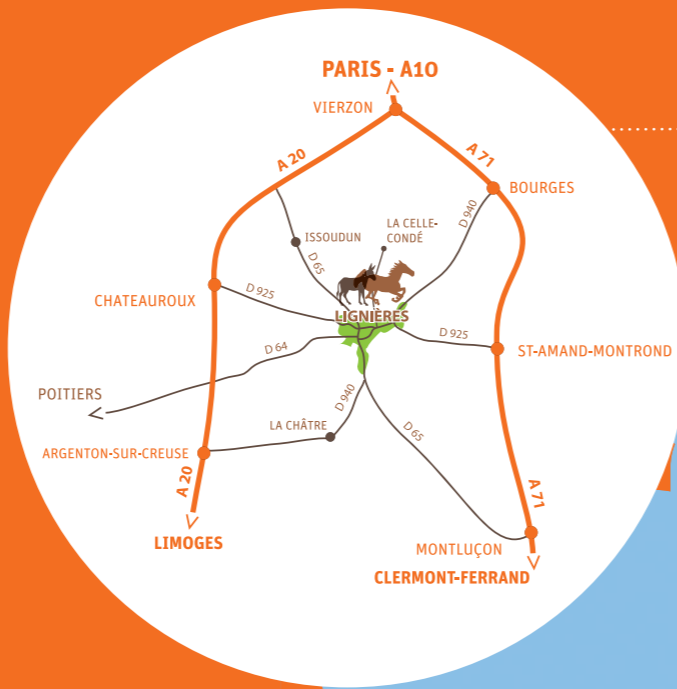 PARIS - A10
VIERZON
A 20
A 71
BOURGES
D 940
LA CELLE-
CONDÉ
ISSOUDUN
D 65
CHATEAUROUX
D 925
LIGNIÈRES
D 925
ST-AMAND-MONTROND
D 64
POITIERS
D 940
LA CHÂTRE
D 65
ARGENTON-SUR-CREUSE
A 20
A 71
LIMOGES
MONTLUÇON
CLERMONT-FERRAND